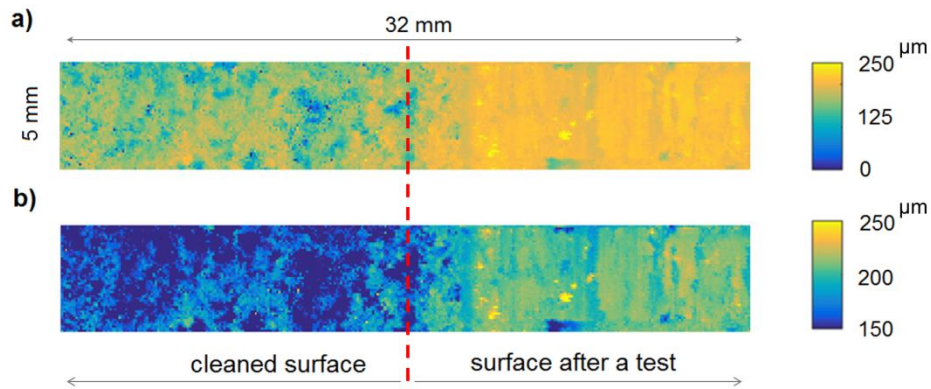 a)
32 mm
µm
250
125
0
5 mm
b)
µm
250
200
150
cleaned surface
surface after a test